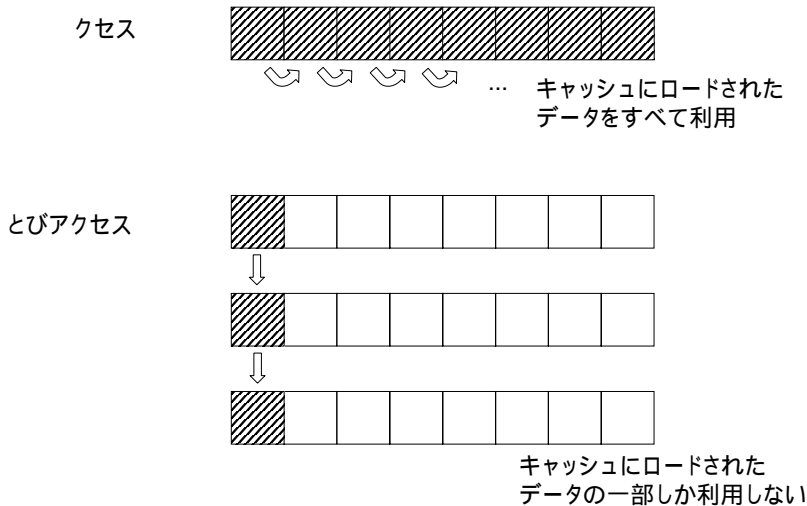 クセス
…
キャッシュにロードされた
データをすべて利用
とびアクセス
キャッシュにロードされた
データの一部しか利用しない